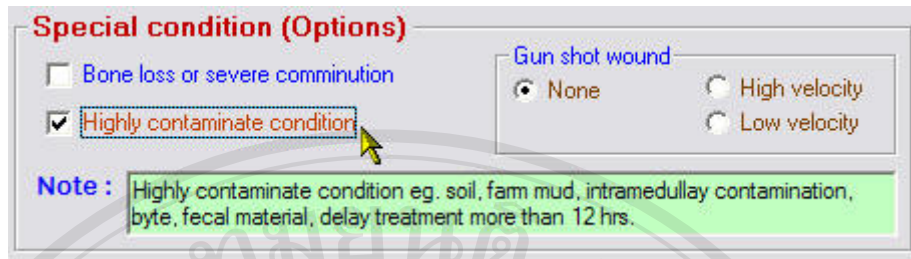 Special condition (Options)
Bone loss or severe comminution
Highly contaminate condition
Gun shot wound
None
High velocity
Low velocity
Note :
Highly contaminate condition eg. soil, farm mud, intramedullay contamination,
byte, fecal material, delay treatment more than 12 hrs.